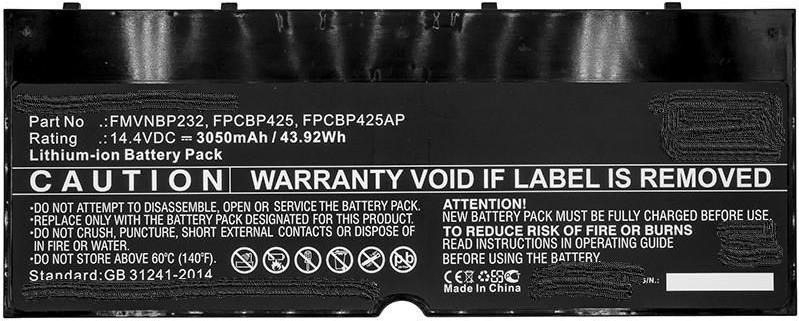 Part No .:FMVNBP232, FPCBP425, FPCBP425AP
Rating .:14.4VDC ⎓ 3050mAh / 43.92Wh
Lithium-ion Battery Pack
CAUTION WARRANTY VOID IF LABEL IS REMOVED
•DO NOT ATTEMPT TO DISASSEMBLE, OPEN OR SERVICE THE BATTERY PACK.
•REPLACE ONLY WITH THE BATTERY PACK DESIGNATED FOR THIS PRODUCT.
•DO NOT CRUSH, PUNCTURE, SHORT EXTERNAL CONTACTS OR DISPOSE OF
IN FIRE OR WATER.
•DO NOT STORE ABOVE 60°C (140°F).
Standard:GB 31241-2014
ATTENTION!
NEW BATTERY PACK MUST BE FULLY CHARGED BEFORE USE.
TO REDUCE RISK OF FIRE OR BURNS
READ INSTRUCTIONS IN OPERATING GUIDE
BEFORE USING THE BATTERY.
CE
Made In China
S/N.: